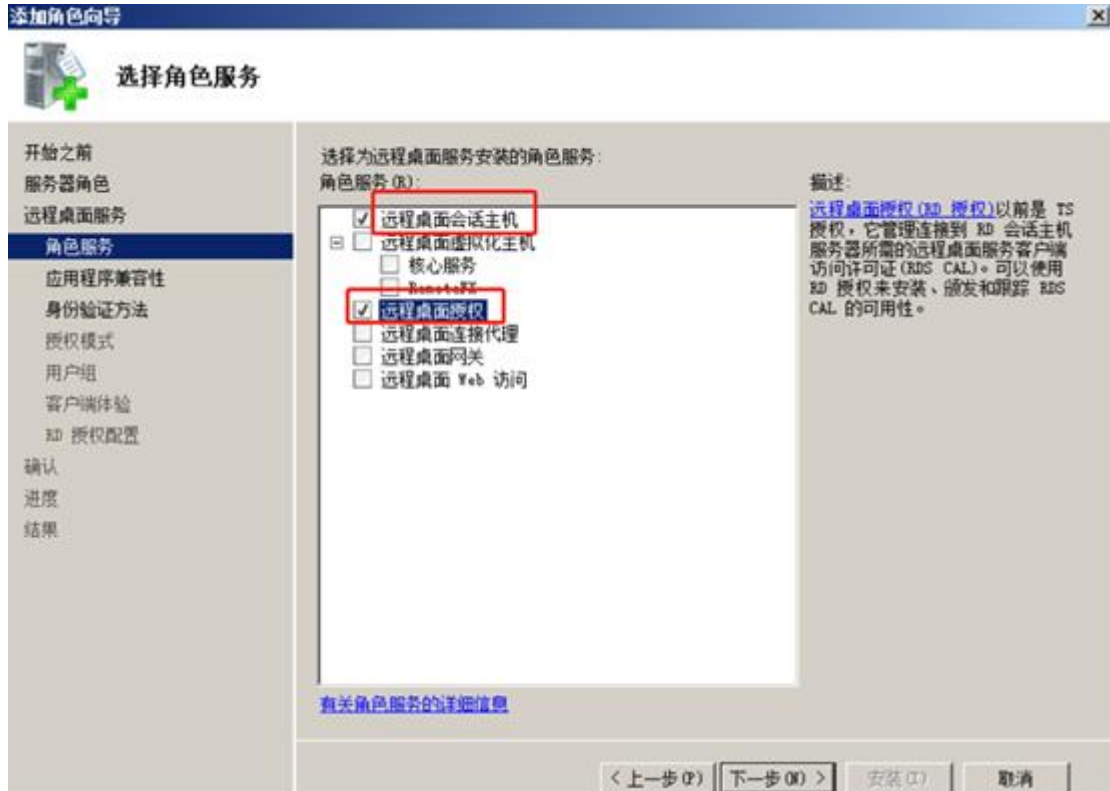 添加角色向导
选择角色服务
开始之前
服务器角色
远程桌面服务
角色服务
应用程序兼容性
身份验证方法
授权模式
用户组
客户端体验
RD 授权配置
确认
进度
结果
选择为远程桌面服务安装的角色服务:
角色服务(R):
远程桌面会话主机
远程桌面虚拟化主机
核心服务
RemoteFX
远程桌面授权
远程桌面连接代理
远程桌面网关
远程桌面 Web 访问
有关角色服务的详细信息
描述:
远程桌面授权(RD 授权)以前是 TS
授权，它管理连接到 RD 会话主机
服务器所需的远程桌面服务客户端
访问许可证(RDS CAL)。可以使用
RD 授权来安装、颁发和跟踪 RDS
CAL 的可用性。
< 上一步(P)
下一步(N) >
安装(I)
取消